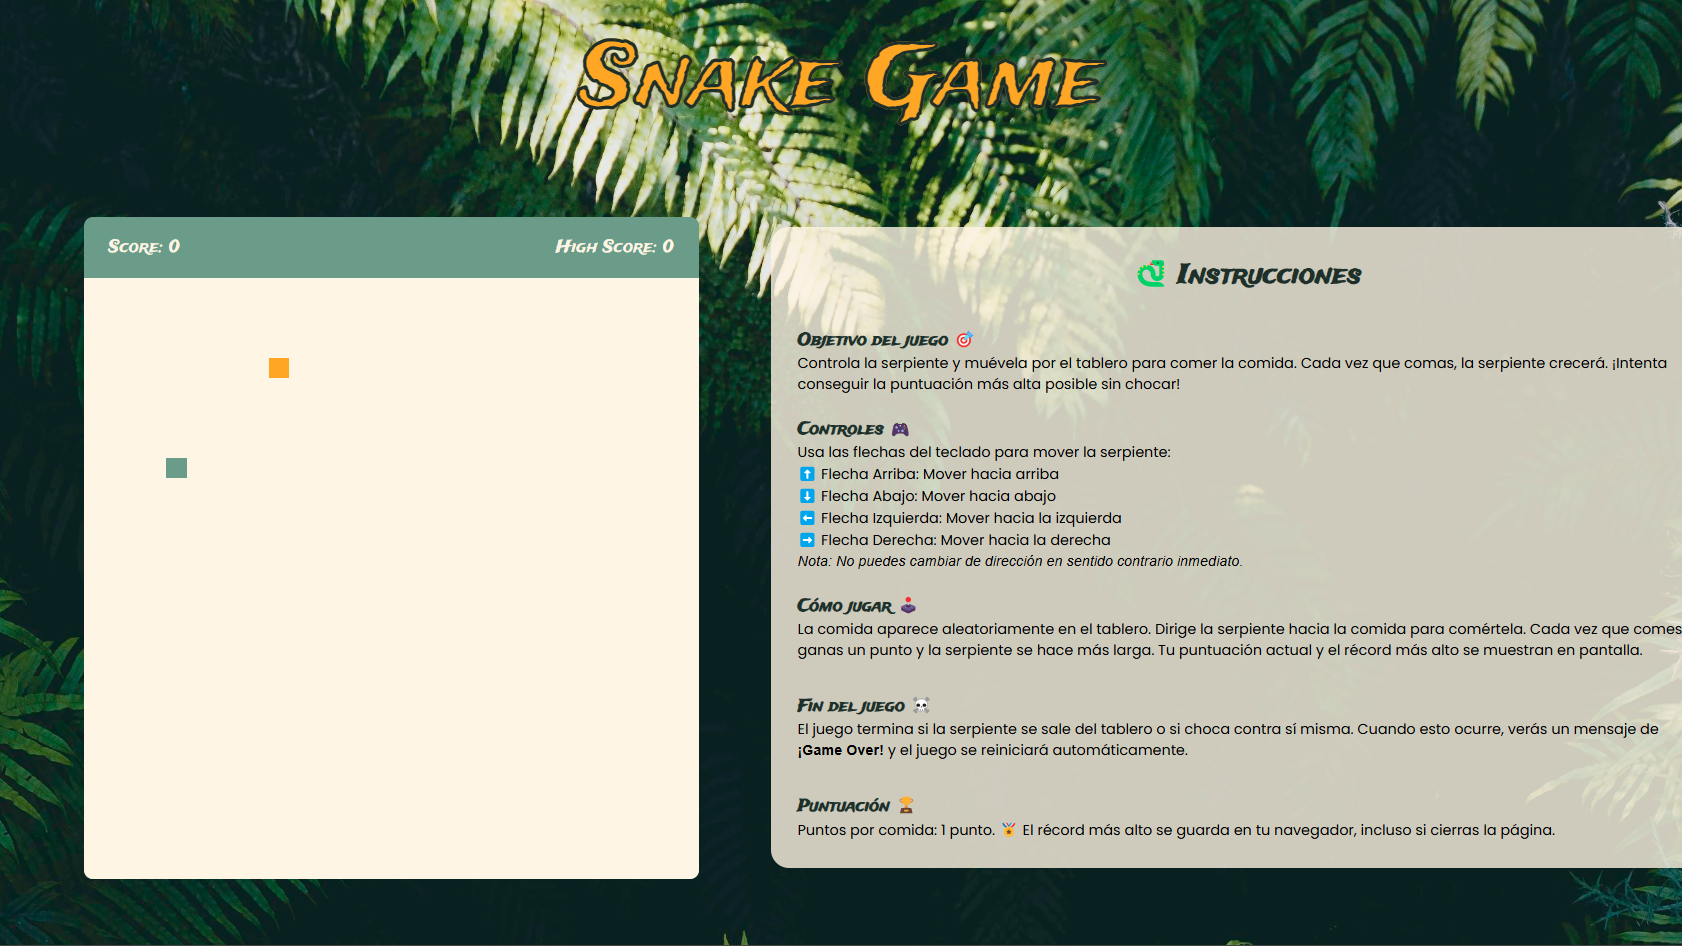 Snake Game
Score: 0
High Score: 0
Instrucciones
Objetivo del juego 🎯
Controla la serpiente y muévela por el tablero para comer la comida. Cada vez que comas, la serpiente crecerá. ¡Intenta
conseguir la puntuación más alta posible sin chocar!
Controles 🎮
Usa las flechas del teclado para mover la serpiente:
⬆️ Flecha Arriba: Mover hacia arriba
⬇️ Flecha Abajo: Mover hacia abajo
⬅️ Flecha Izquierda: Mover hacia la izquierda
➡️ Flecha Derecha: Mover hacia la derecha
Nota: No puedes cambiar de dirección en sentido contrario inmediato.
Cómo jugar 🕹️
La comida aparece aleatoriamente en el tablero. Dirige la serpiente hacia la comida para comértela. Cada vez que comes
ganas un punto y la serpiente se hace más larga. Tu puntuación actual y el récord más alto se muestran en pantalla.
Fin del juego ☠️
El juego termina si la serpiente se sale del tablero o si choca contra sí misma. Cuando esto ocurre, verás un mensaje de
¡Game Over! y el juego se reiniciará automáticamente.
Puntuación 🏆
Puntos por comida: 1 punto. 🏅 El récord más alto se guarda en tu navegador, incluso si cierras la página.